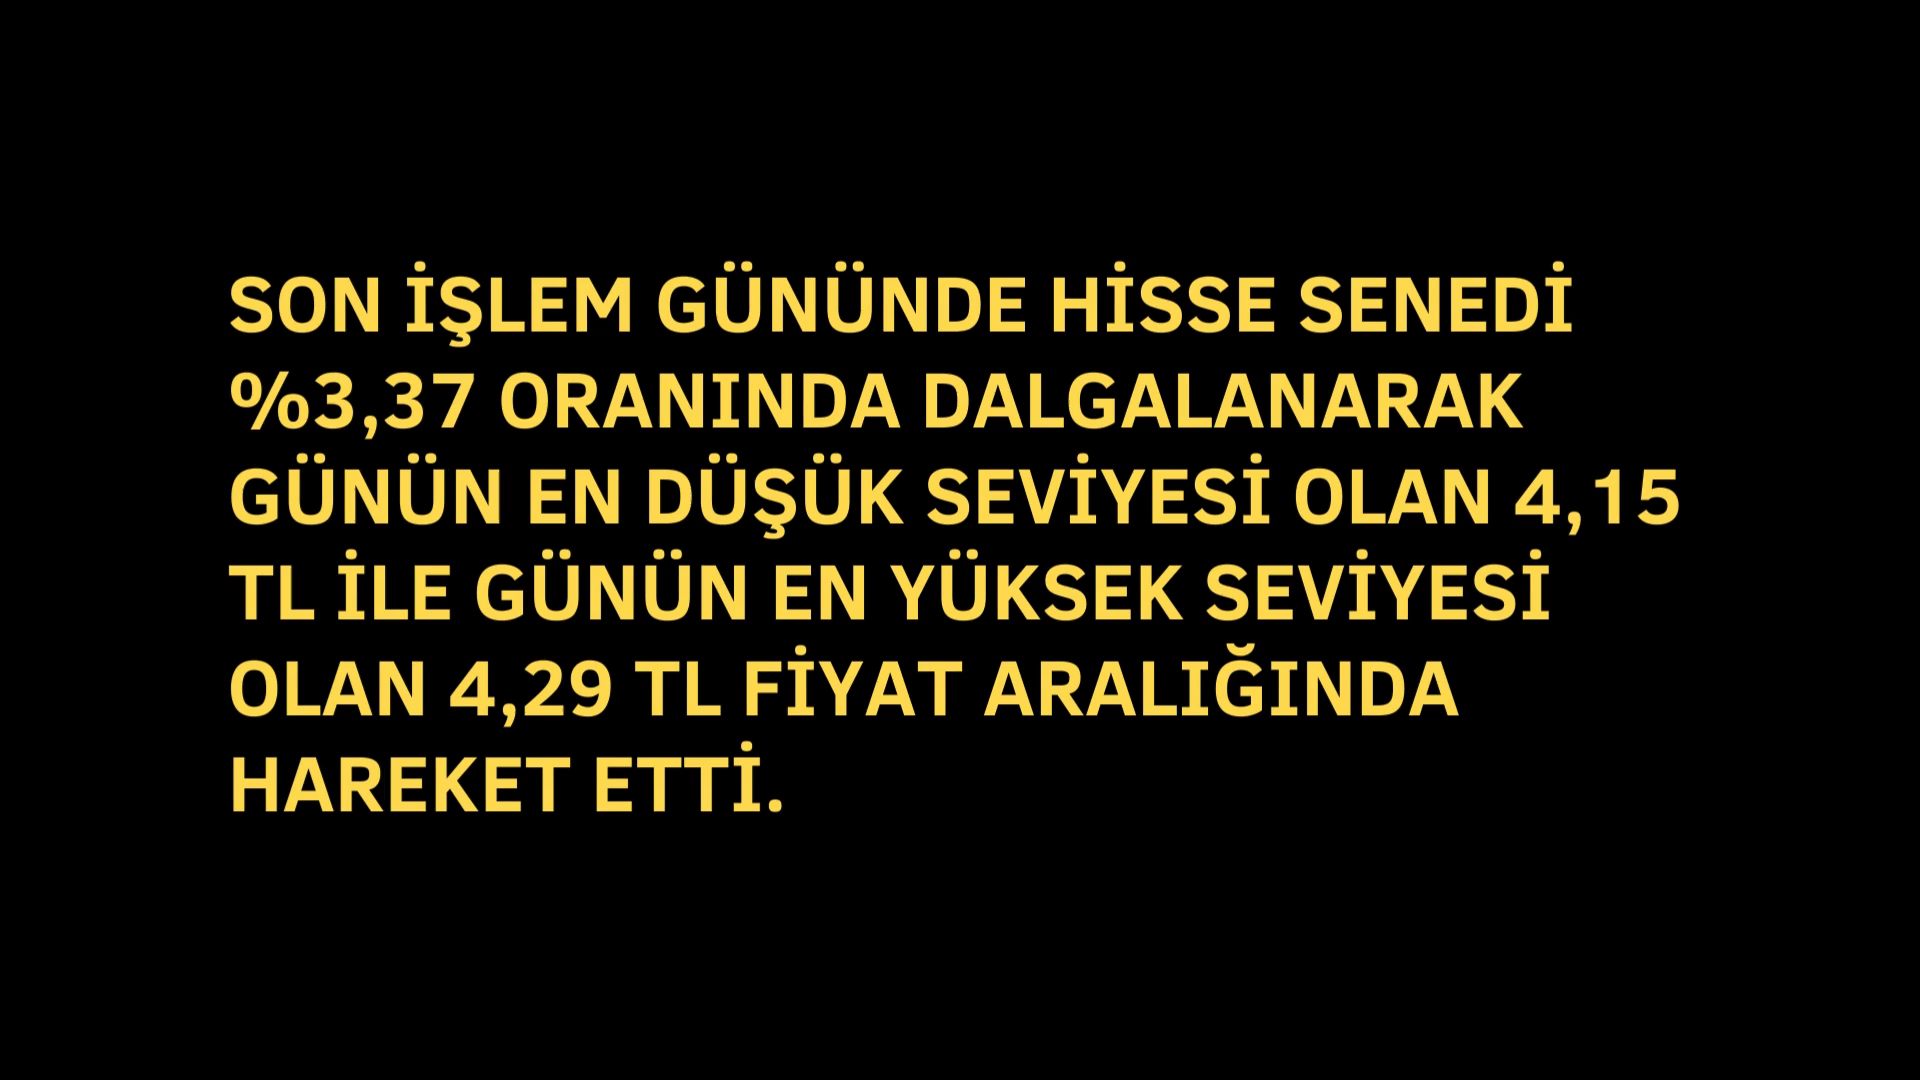 SON İŞLEM GÜNÜNDE HİSSE SENEDİ
%3,37 ORANINDA DALGALANARAK
GÜNÜN EN DÜŞÜK SEVİYESİ OLAN 4,15
TL İLE GÜNÜN EN YÜKSEK SEVİYESİ
OLAN 4,29 TL FİYAT ARALIĞINDA
HAREKET ETTİ.